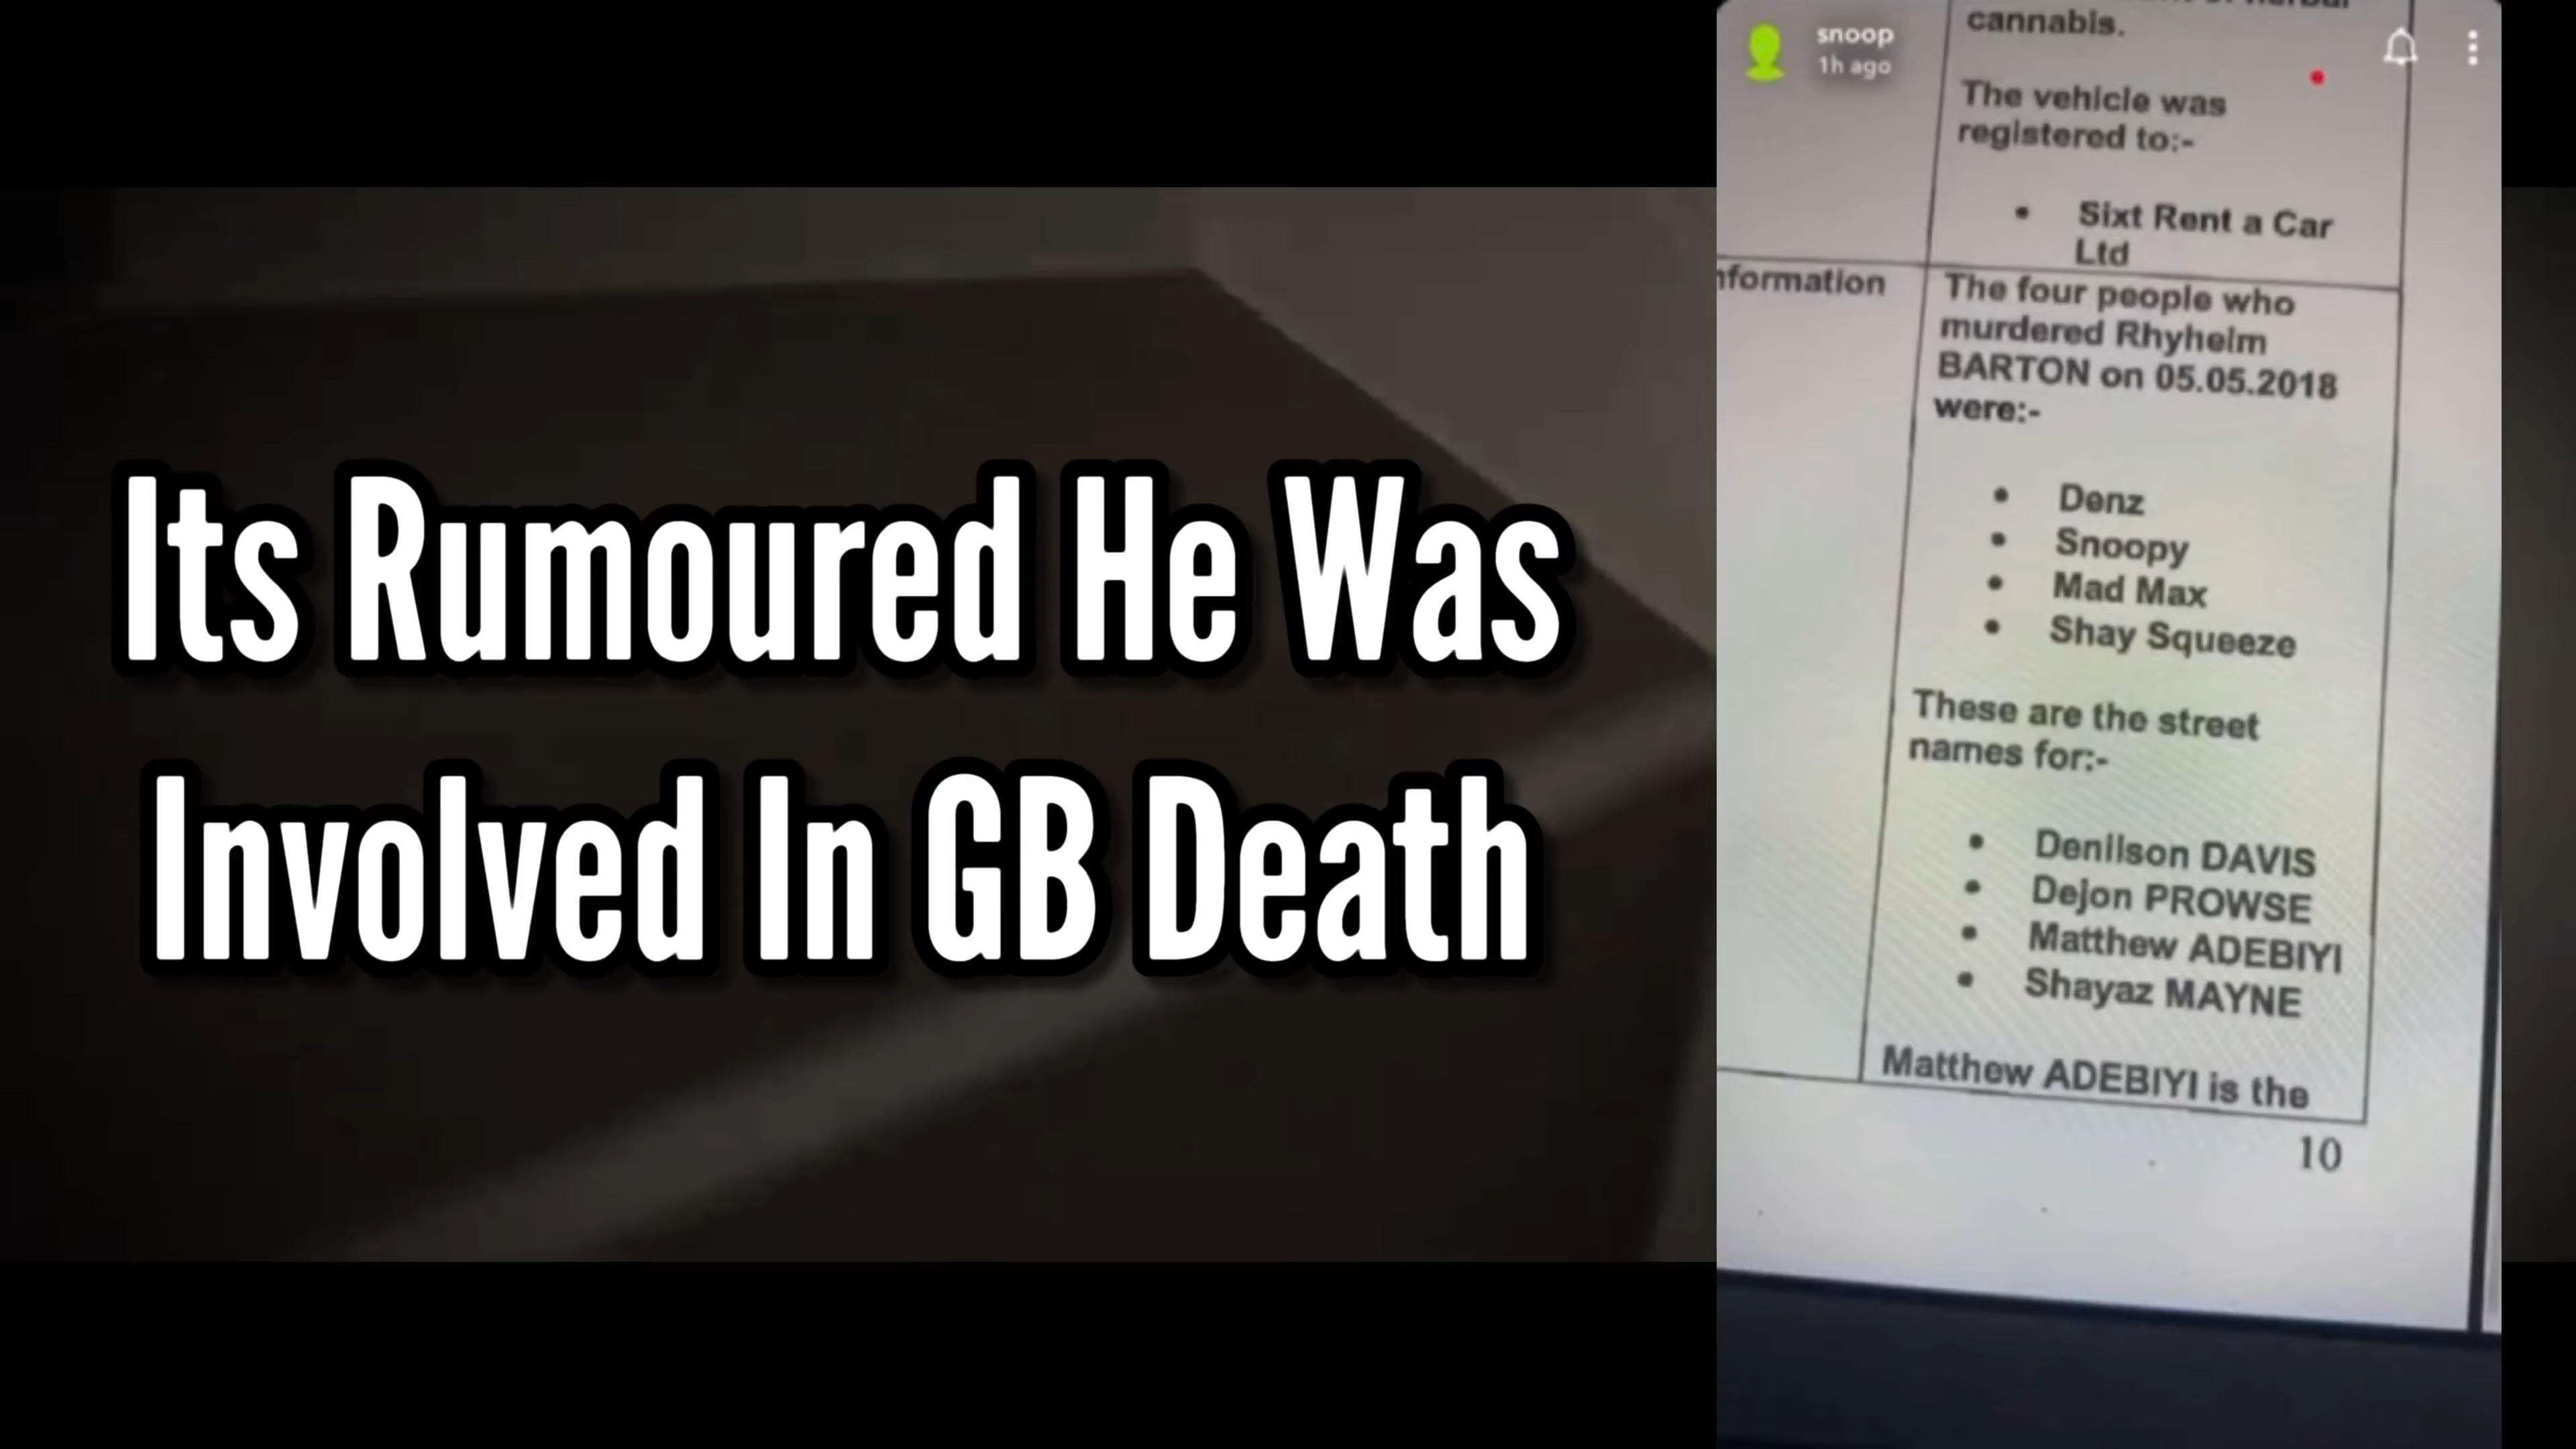 Its Rumoured He Was
Involved In GB Death
snoop
1h ago
cannabis.
The vehicle was
registered to:-
• Sixt Rent a Car
Ltd
The four people who
murdered Rhyheim
BARTON on 05.05.2018
were:-
• Denz
• Snoopy
• Mad Max
• Shay Squeeze
These are the street
names for:-
• Denilson DAVIS
• Dejon PROWSE
• Matthew ADEBIYI
• Shayaz MAYNE
Matthew ADEBIYI is the
10